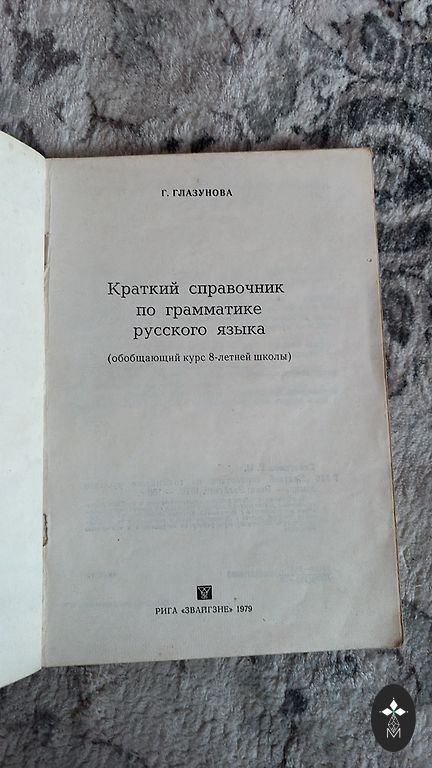 Г. ГЛАЗУНОВА
Краткий справочник
по грамматике
русского языка
(обобщающий курс 8-летней школы)
РИГА «ЗВАЙГЗНЕ» 1979
М